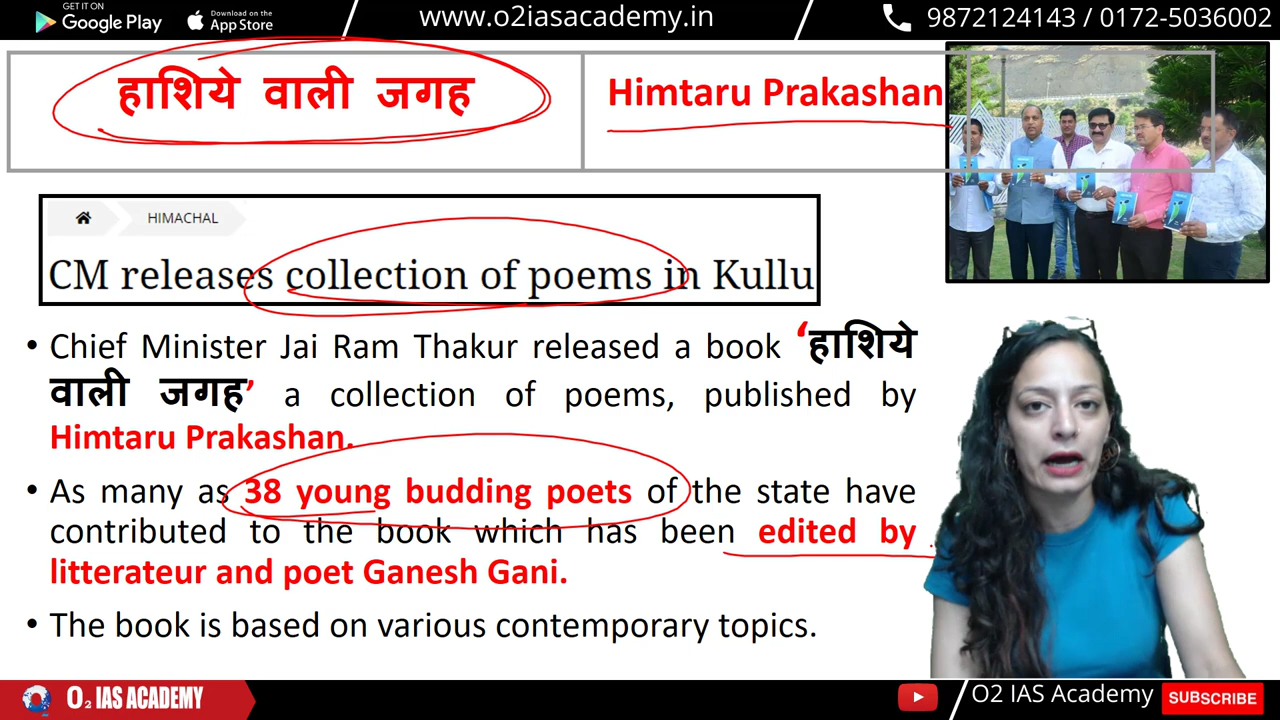 GET IT ON
Google Play
Download on the
App Store
www.o2iasacademy.in
9872124143 / 0172-5036002
हाशिये वाली जगह
Himtaru Prakashan
HIMACHAL
CM releases collection of poems in Kullu
• Chief Minister Jai Ram Thakur released a book ‘हाशिये
वाली जगह’ a collection of poems, published by
Himtaru Prakashan.
• As many as 38 young budding poets of the state have
contributed to the book which has been edited by
litterateur and poet Ganesh Gani.
• The book is based on various contemporary topics.
O₂ IAS ACADEMY
O2 IAS Academy
SUBSCRIBE